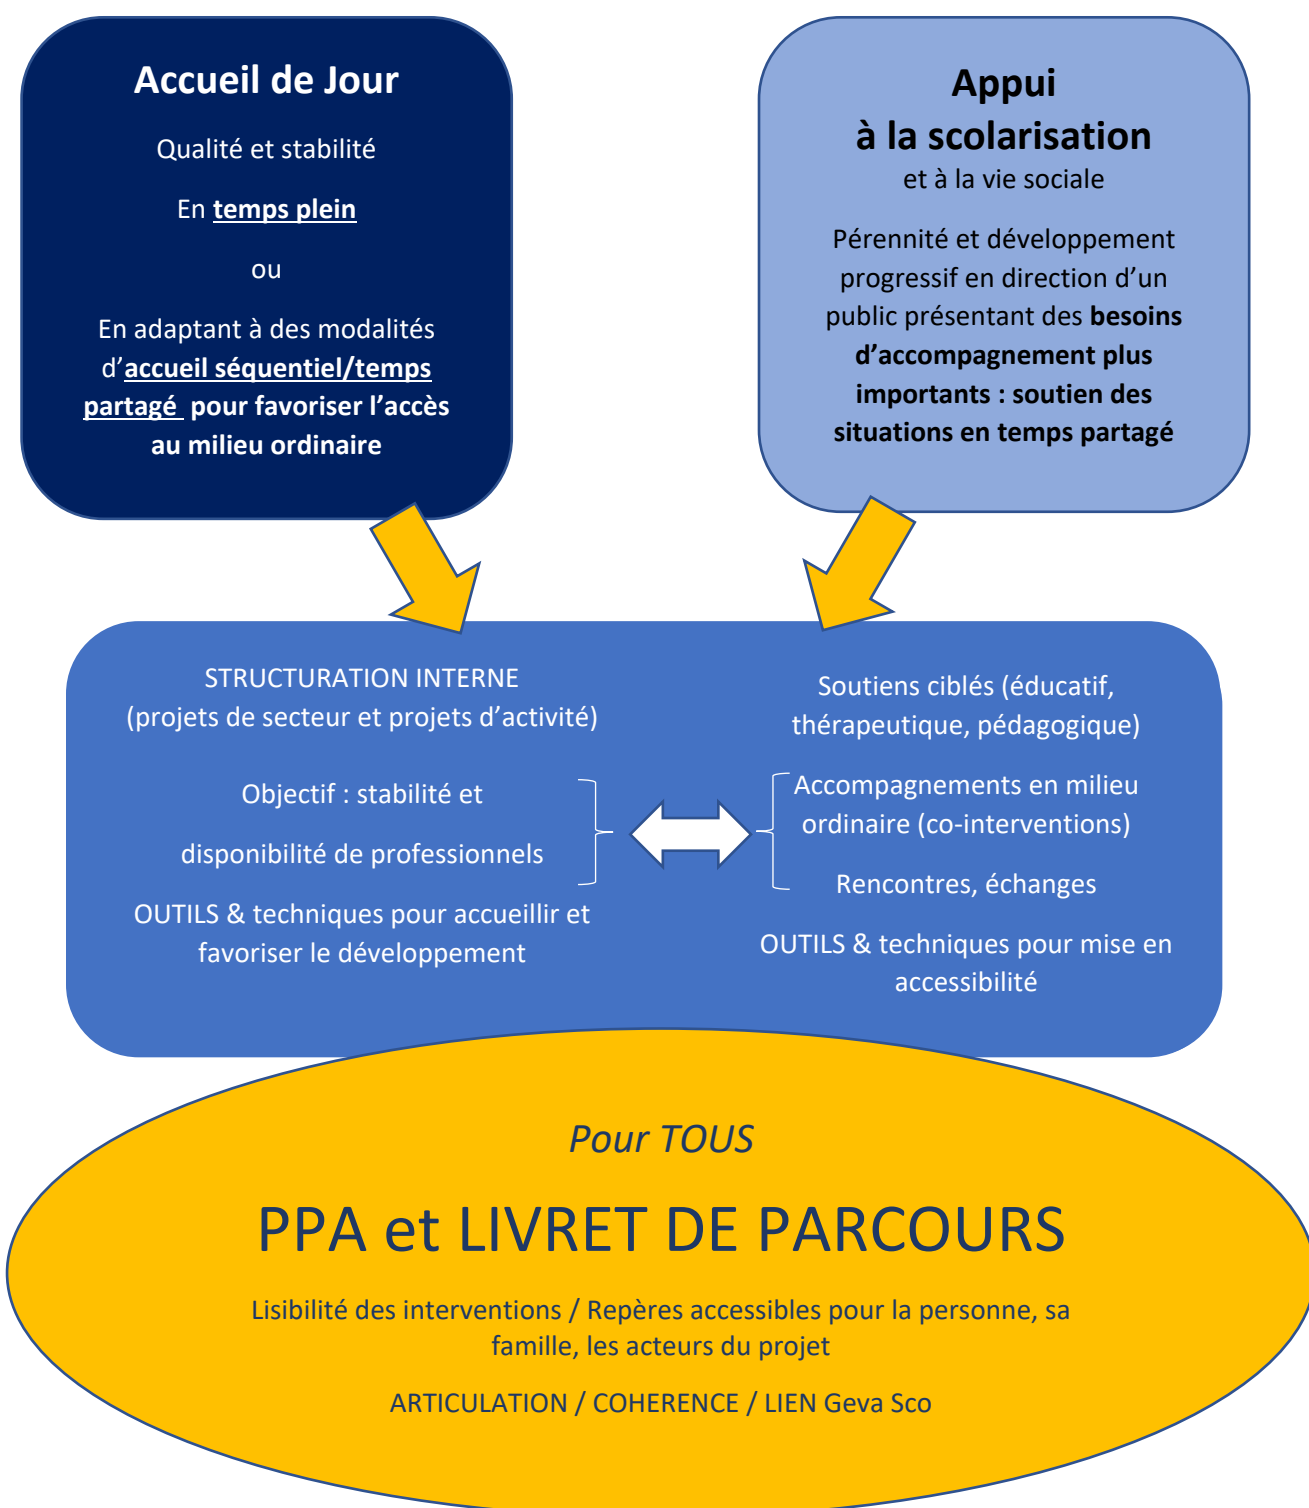 Accueil de Jour
Qualité et stabilité
En temps plein
ou
En adaptant à des modalités
d’accueil séquentiel/temps
partagé pour favoriser l’accès
au milieu ordinaire
Appui
à la scolarisation
et à la vie sociale
Pérennité et développement
progressif en direction d’un
public présentant des besoins
d’accompagnement plus
importants : soutien des
situations en temps partagé
STRUCTURATION INTERNE
(projets de secteur et projets d’activité)
Objectif : stabilité et
disponibilité de professionnels
OUTILS & techniques pour accueillir et
favoriser le développement
Soutiens ciblés (éducatif,
thérapeutique, pédagogique)
Accompagnements en milieu
ordinaire (co-interventions)
Rencontres, échanges
OUTILS & techniques pour mise en
accessibilité
Pour TOUS
PPA et LIVRET DE PARCOURS
Lisibilité des interventions / Repères accessibles pour la personne, sa
famille, les acteurs du projet
ARTICULATION / COHERENCE / LIEN Geva Sco